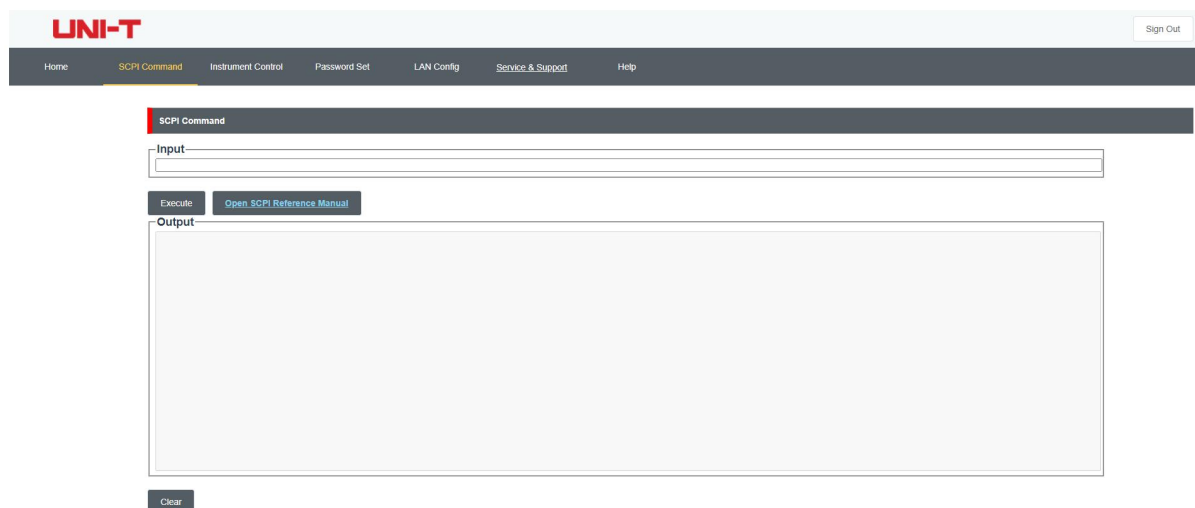 UNI-T
Sign Out
Home SCPI Command Instrument Control Password Set LAN Config Service & Support Help
SCPI Command
Input
Execute Open SCPI Reference Manual
Output
Clear